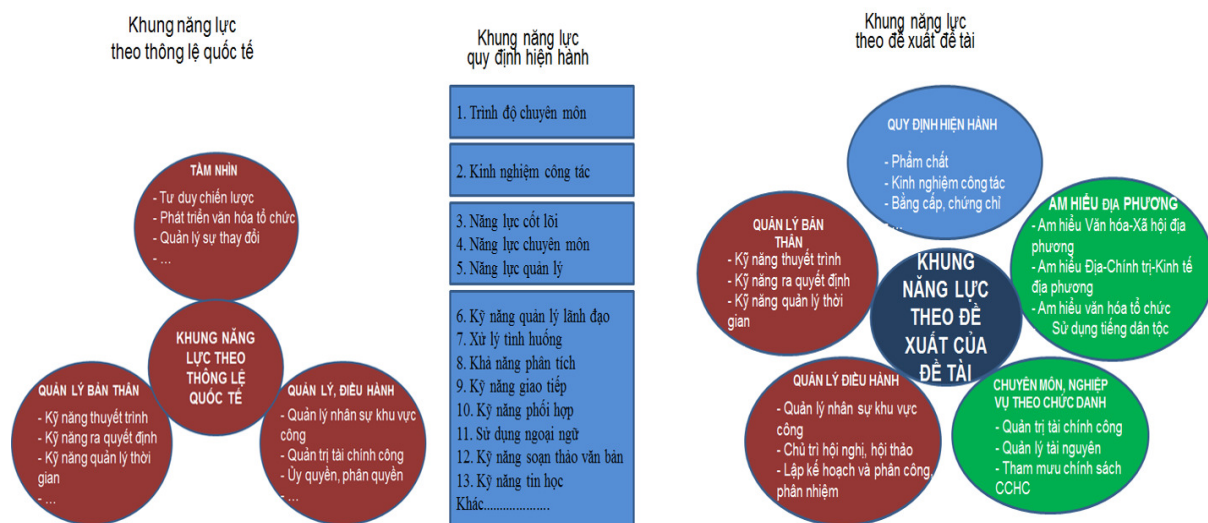 Khung năng lực
theo thông lệ quốc tế
TẦM NHÌN
- Tư duy chiến lược
- Phát triển văn hóa tổ chức
- Quản lý sự thay đổi
- ...
KHUNG NĂNG
LỰC THEO
THÔNG LỆ
QUỐC TẾ
QUẢN LÝ BẢN THÂN
- Kỹ năng thuyết trình
- Kỹ năng ra quyết định
- Kỹ năng quản lý thời
gian
- ...
QUẢN LÝ, ĐIỀU HÀNH
- Quản lý nhân sự khu vực
công
- Quản trị tài chính công
- Ủy quyền, phân quyền
- ...
Khung năng lực
quy định hiện hành
1. Trình độ chuyên môn
2. Kinh nghiệm công tác
3. Năng lực cốt lõi
4. Năng lực chuyên môn
5. Năng lực quản lý
6. Kỹ năng quản lý lãnh đạo
7. Xử lý tình huống
8. Khả năng phân tích
9. Kỹ năng giao tiếp
10. Kỹ năng phối hợp
11. Sử dụng ngoại ngữ
12. Kỹ năng soạn thảo văn bản
13. Kỹ năng tin học
Khác....................
Khung năng lực
theo đề xuất đề tài
QUY ĐỊNH HIỆN HÀNH
- Phẩm chất
- Kinh nghiệm công tác
- Bằng cấp, chứng chỉ
- ...
QUẢN LÝ BẢN
THÂN
- Kỹ năng thuyết trình
- Kỹ năng ra quyết định
- Kỹ năng quản lý thời
gian
AM HIỂU ĐỊA PHƯƠNG
- Am hiểu Văn hóa-Xã hội địa
phương
- Am hiểu Địa-Chính trị-Kinh tế
địa phương
- Am hiểu văn hóa tổ chức
Sử dụng tiếng dân tộc
KHUNG
NĂNG LỰC
THEO ĐỀ
XUẤT CỦA
ĐỀ TÀI
QUẢN LÝ ĐIỀU HÀNH
- Quản lý nhân sự khu vực
công
- Chủ trì hội nghị, hội thảo
- Lập kế hoạch và phân công,
phân nhiệm
CHUYÊN MÔN, NGHIỆP
VỤ THEO CHỨC DANH
- Quản trị tài chính công
- Quản lý tài nguyên
- Tham mưu chính sách
CCHC